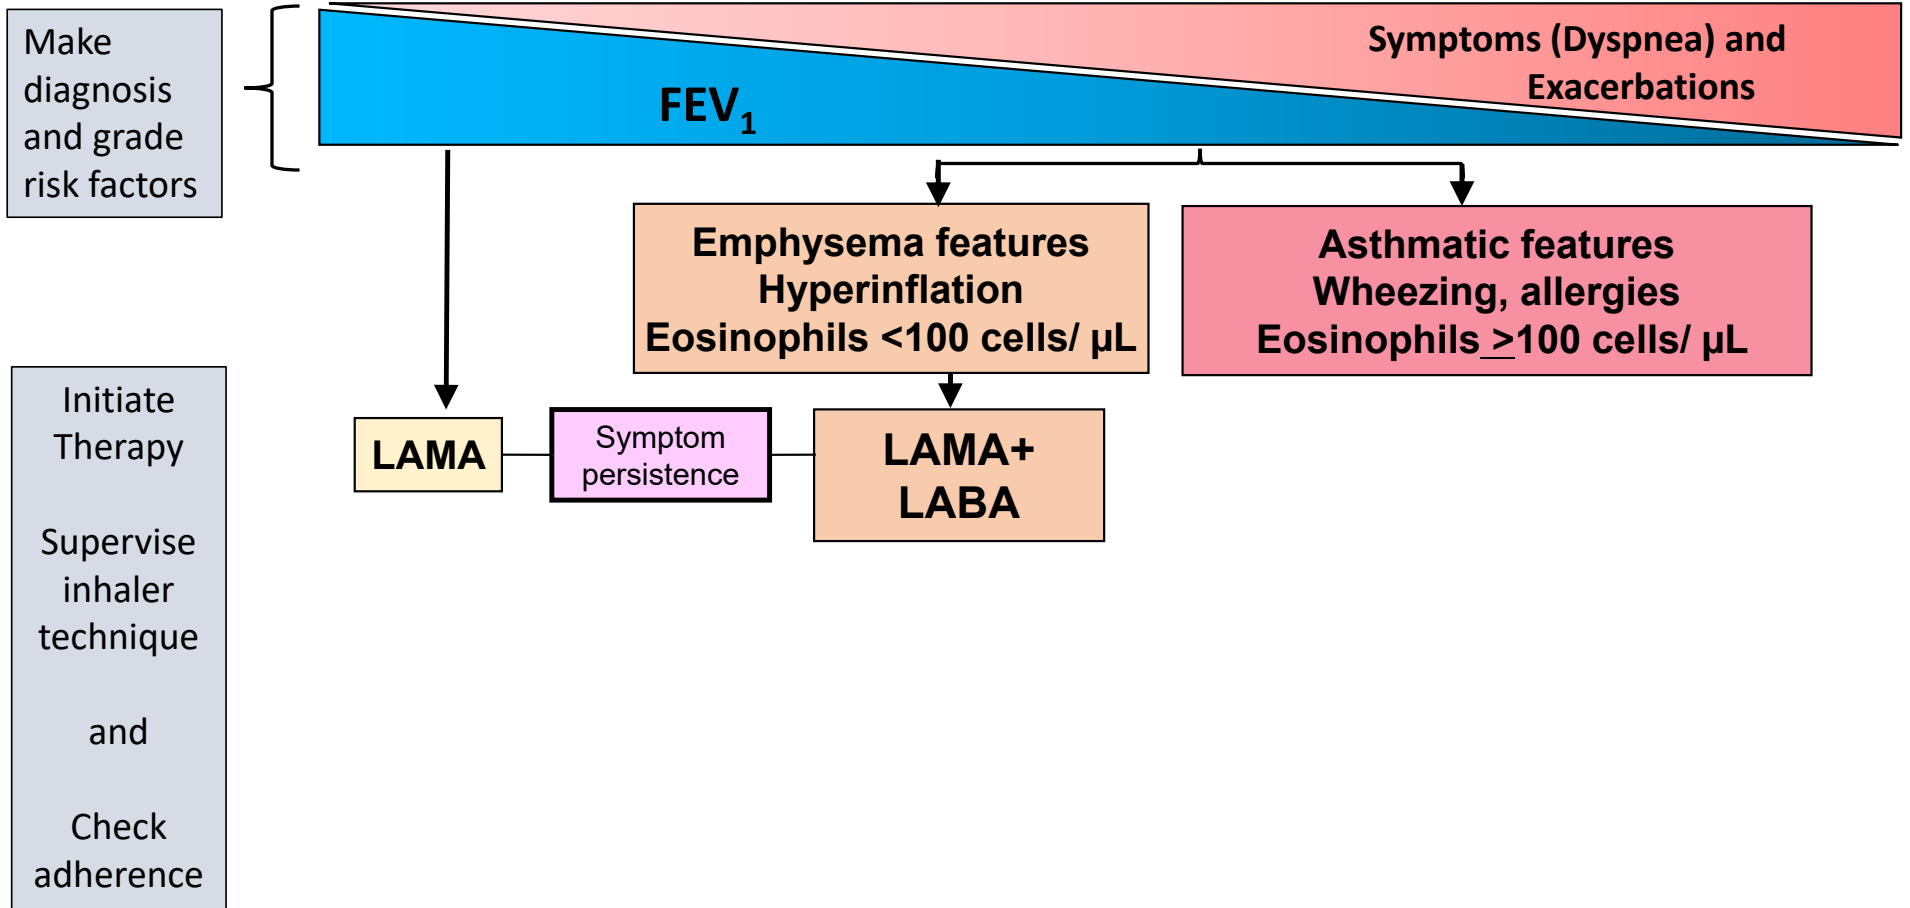 Make
diagnosis
and grade
risk factors
Symptoms (Dyspnea) and
Exacerbations
FEV₁
Emphysema features
Hyperinflation
Eosinophils <100 cells/ µL
Asthmatic features
Wheezing, allergies
Eosinophils >100 cells/ µL
Initiate
Therapy
Supervise
inhaler
technique
and
Check
adherence
LAMA
Symptom
persistence
LAMA+
LABA